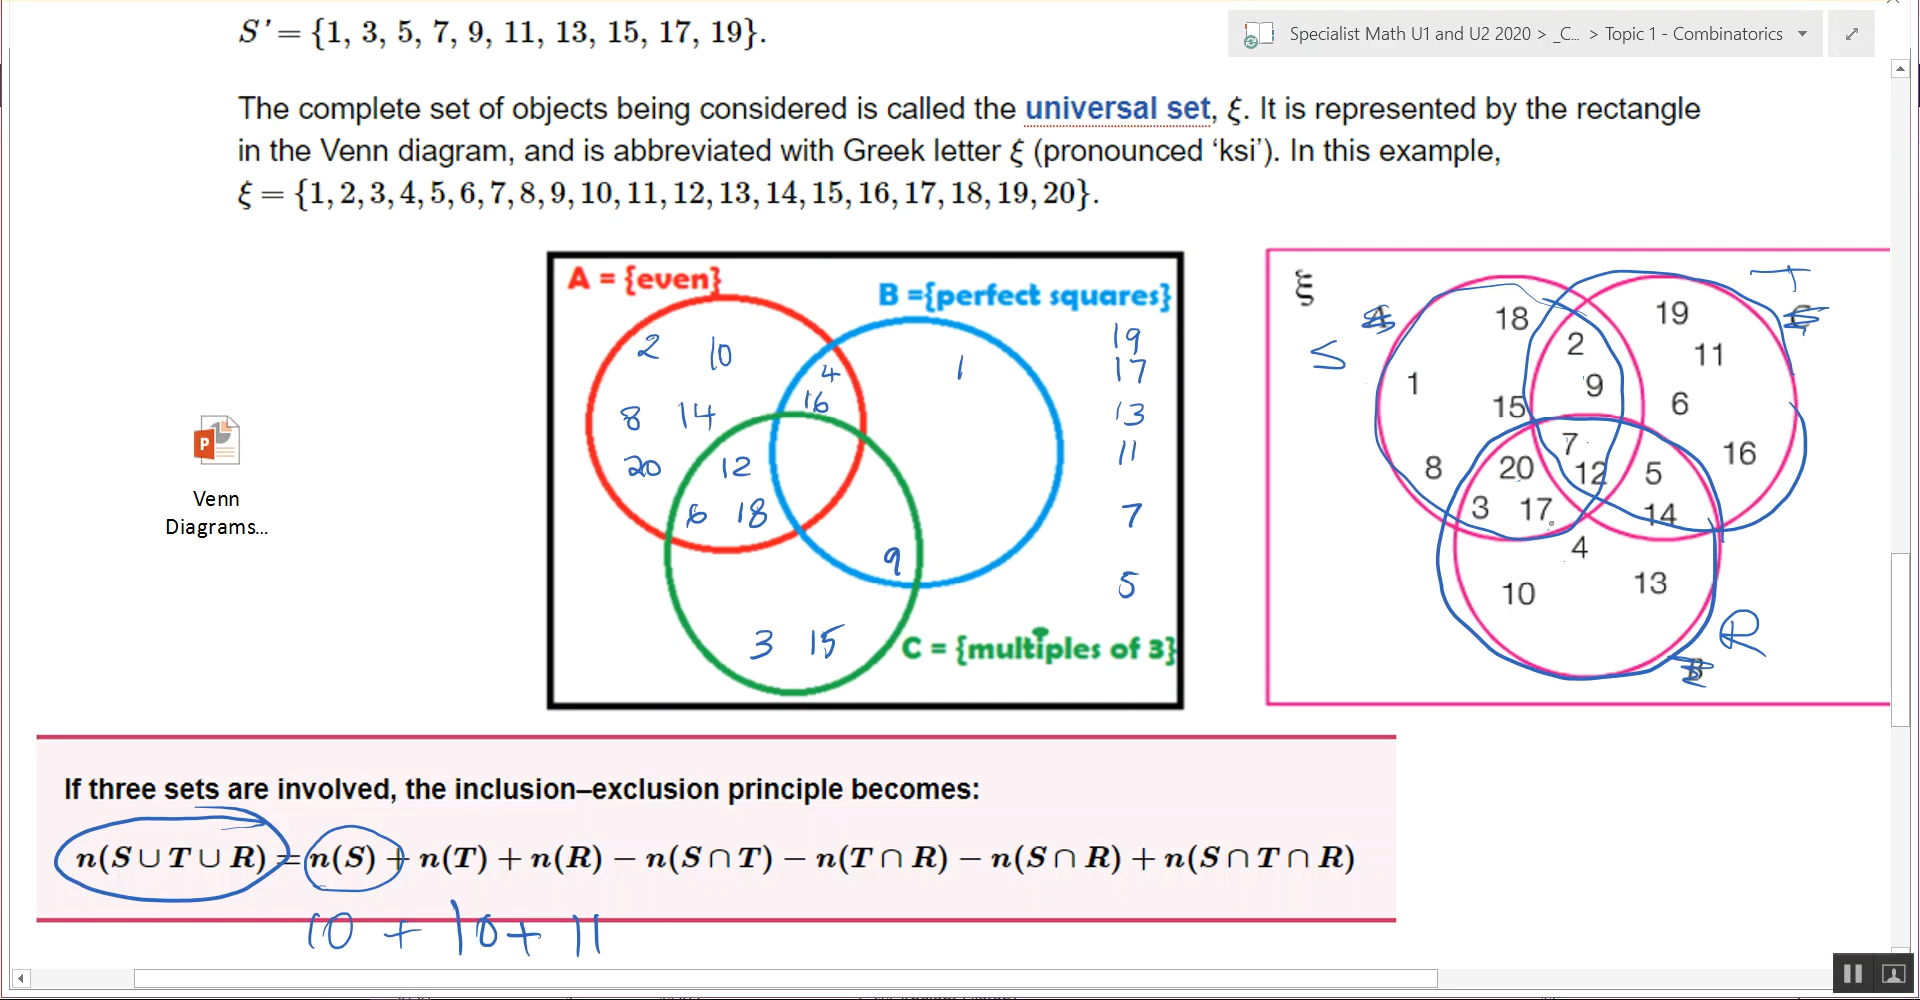 S′ = {1, 3, 5, 7, 9, 11, 13, 15, 17, 19}.
Specialist Math U1 and U2 2020 > _C... > Topic 1 - Combinatorics
The complete set of objects being considered is called the universal set, ξ. It is represented by the rectangle
in the Venn diagram, and is abbreviated with Greek letter ξ (pronounced ‘ksi’). In this example,
ξ = {1, 2, 3, 4, 5, 6, 7, 8, 9, 10, 11, 12, 13, 14, 15, 16, 17, 18, 19, 20}.
Venn
Diagrams...
P
A = {even}
B ={perfect squares}
2
10
4
16
1
8
14
20
12
6
18
9
3
15
C = {multiples of 3}
19
17
13
11
7
5
ξ
S
T
18
2
19
11
1
9
15
6
7
16
8
20
12
5
3
17
14
4
10
13
R
If three sets are involved, the inclusion–exclusion principle becomes:
n(S ∪ T ∪ R) = n(S) + n(T) + n(R) − n(S ∩ T) − n(T ∩ R) − n(S ∩ R) + n(S ∩ T ∩ R)
10 + 10 + 11